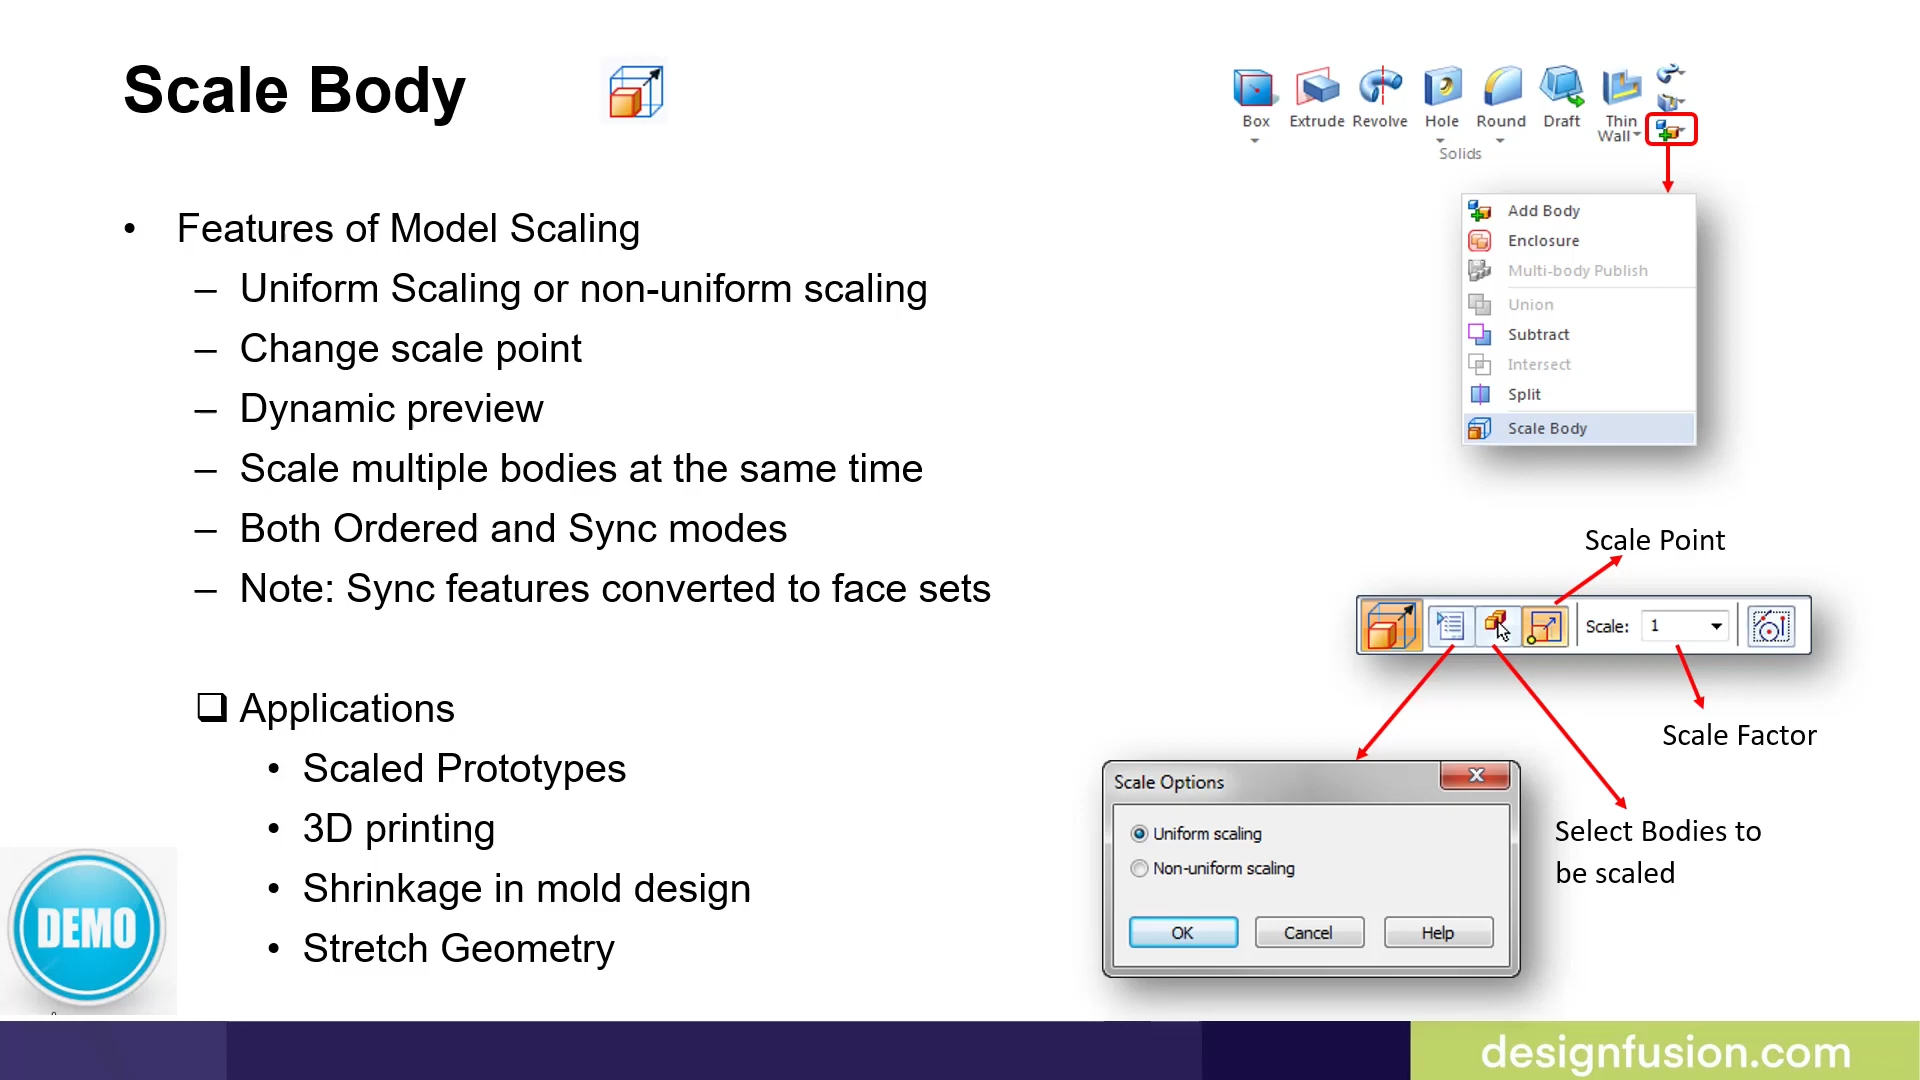 Scale Body
• Features of Model Scaling
– Uniform Scaling or non-uniform scaling
– Change scale point
– Dynamic preview
– Scale multiple bodies at the same time
– Both Ordered and Sync modes
– Note: Sync features converted to face sets
❑ Applications
• Scaled Prototypes
• 3D printing
• Shrinkage in mold design
• Stretch Geometry
DEMO
Box Extrude Revolve Hole Round Draft Thin
Wall
Solids
Add Body
Enclosure
Multi-body Publish
Union
Subtract
Intersect
Split
Scale Body
Scale Point
Scale: 1
Scale Factor
Select Bodies to
be scaled
Scale Options
Uniform scaling
Non-uniform scaling
OK Cancel Help
designfusion.com